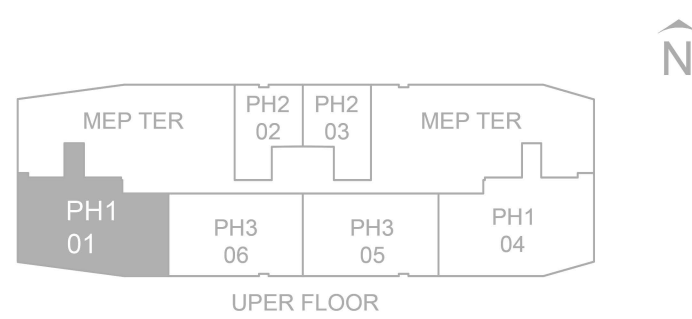 N
MEP TER
PH2
02
PH2
03
MEP TER
PH1
01
PH3
06
PH3
05
PH1
04
UPER FLOOR